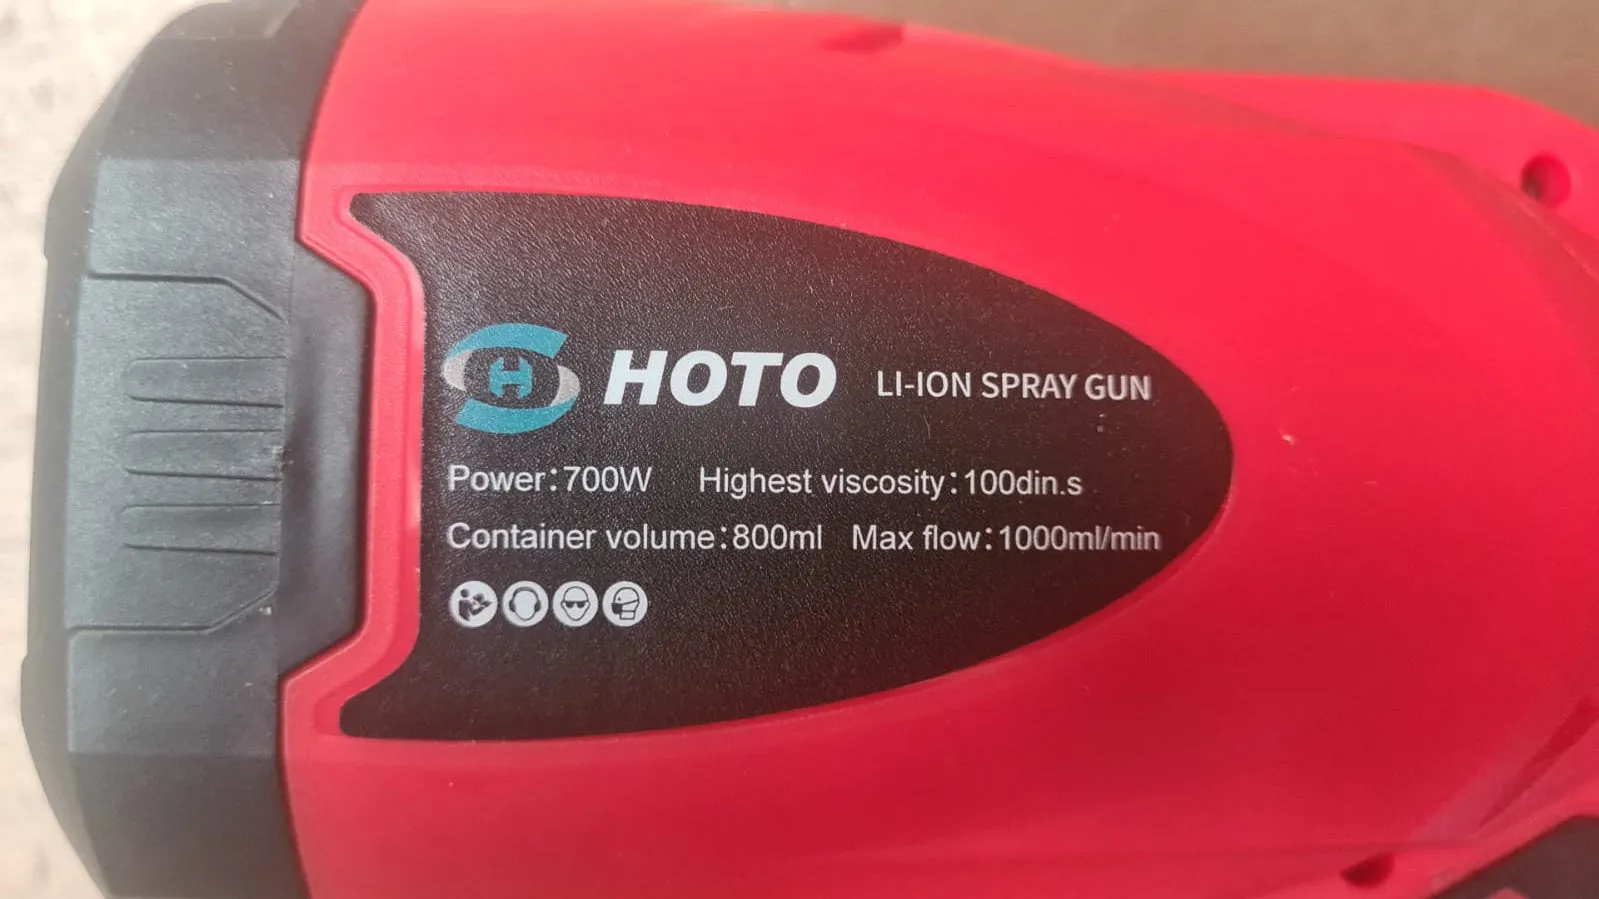 HOTO LI-ION SPRAY GUN
Power:700W Highest viscosity:100din.s
Container volume:800ml Max flow:1000ml/min